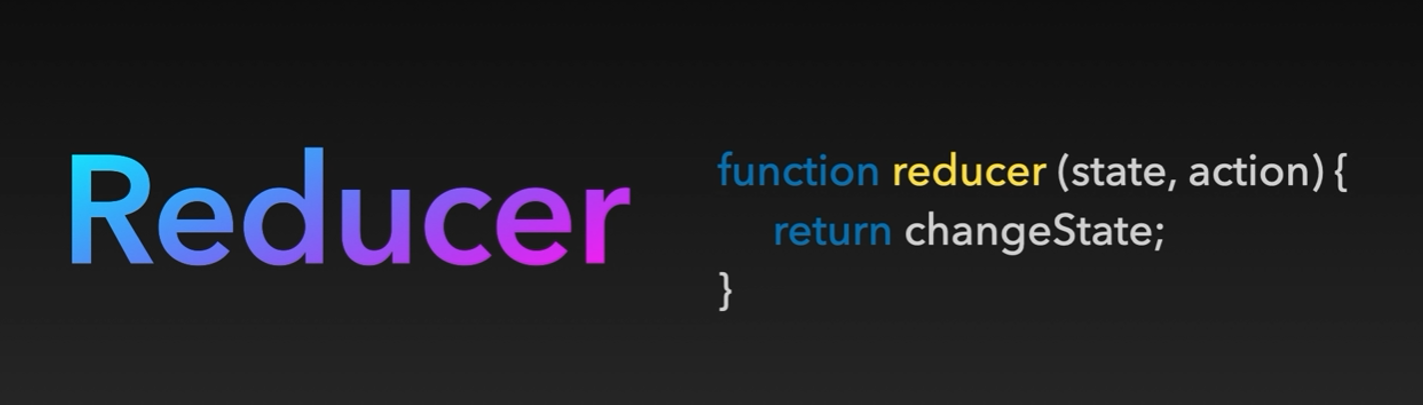 Reducer
function reducer (state, action) {
return changeState;
}